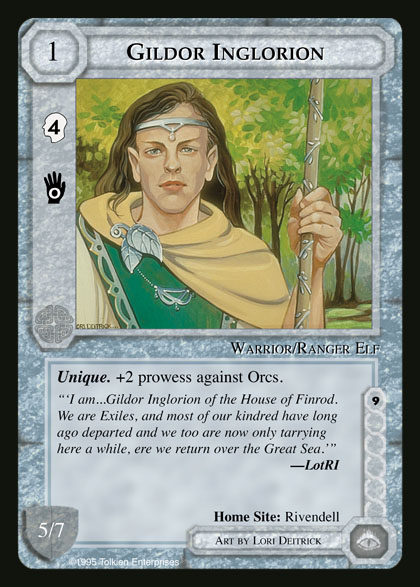 1
GILDOR INGLORION
4
ORI DEITRICK
WARRIOR/RANGER ELF
Unique. +2 prowess against Orcs.
“‘I am...Gildor Inglorion of the House of Finrod.
We are Exiles, and most of our kindred have long
ago departed and we too are now only tarrying
here a while, ere we return over the Great Sea.’”
—LotRI
9
Home Site: Rivendell
5/7
ART BY LORI DEITRICK
©1995 Tolkien Enterprises